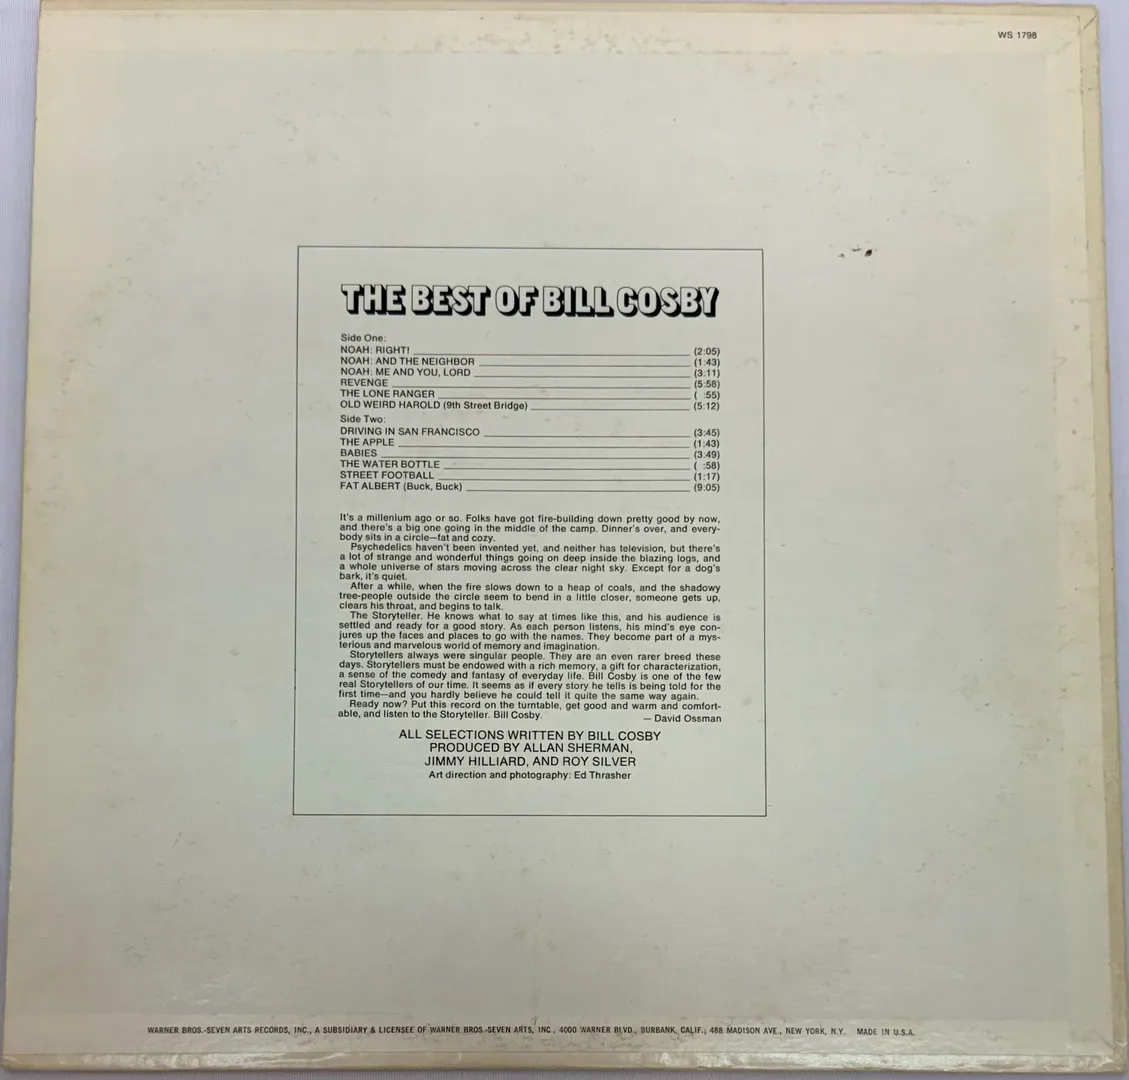 WS 1798
THE BEST OF BILL COSBY
Side One:
NOAH: RIGHT! (2:05)
NOAH: AND THE NEIGHBOR (1:43)
NOAH: ME AND YOU, LORD (3:11)
REVENGE (5:58)
THE LONE RANGER ( :55)
OLD WEIRD HAROLD (9th Street Bridge) (5:12)
Side Two:
DRIVING IN SAN FRANCISCO (3:45)
THE APPLE (1:43)
BABIES (3:49)
THE WATER BOTTLE ( :58)
STREET FOOTBALL (1:17)
FAT ALBERT (Buck, Buck) (9:05)
It's a millenium ago or so. Folks have got fire-building down pretty good by now,
and there's a big one going in the middle of the camp. Dinner's over, and every-
body sits in a circle—fat and cozy.
Psychedelics haven't been invented yet, and neither has television, but there's
a lot of strange and wonderful things going on deep inside the blazing logs, and
a whole universe of stars moving across the clear night sky. Except for a dog's
bark, it's quiet.
After a while, when the fire slows down to a heap of coals, and the shadowy
tree-people outside the circle seem to bend in a little closer, someone gets up,
clears his throat, and begins to talk.
The Storyteller. He knows what to say at times like this, and his audience is
settled and ready for a good story. As each person listens, his mind's eye con-
jures up the faces and places to go with the names. They become part of a mys-
terious and marvelous world of memory and imagination.
Storytellers always were singular people. They are an even rarer breed these
days. Storytellers must be endowed with a rich memory, a gift for characterization,
a sense of the comedy and fantasy of everyday life. Bill Cosby is one of the few
real Storytellers of our time. It seems as if every story he tells is being told for the
first time—and you hardly believe he could tell it quite the same way again.
Ready now? Put this record on the turntable, get good and warm and comfort-
able, and listen to the Storyteller. Bill Cosby. — David Ossman
ALL SELECTIONS WRITTEN BY BILL COSBY
PRODUCED BY ALLAN SHERMAN,
JIMMY HILLIARD, AND ROY SILVER
Art direction and photography: Ed Thrasher
WARNER BROS.-SEVEN ARTS RECORDS, INC., A SUBSIDIARY & LICENSEE OF WARNER BROS.-SEVEN ARTS, INC., 4000 WARNER BLVD., BURBANK, CALIF.; 488 MADISON AVE., NEW YORK, N.Y. MADE IN U.S.A.